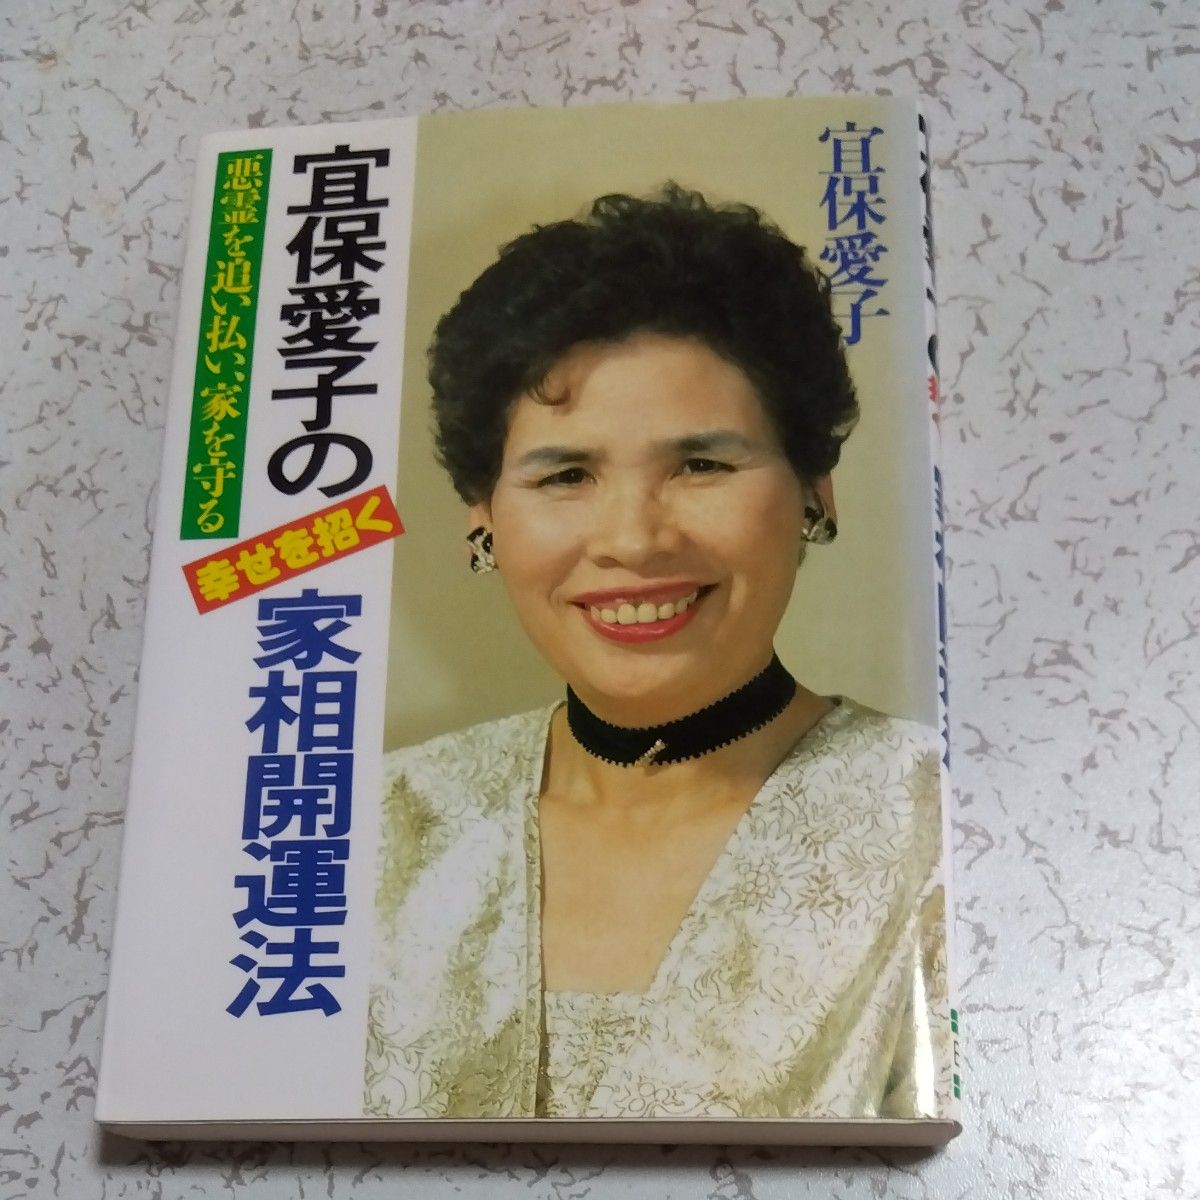 宜保愛子
宜保愛子の
幸せを招く
家相開運法
悪霊を追い払い、家を守る